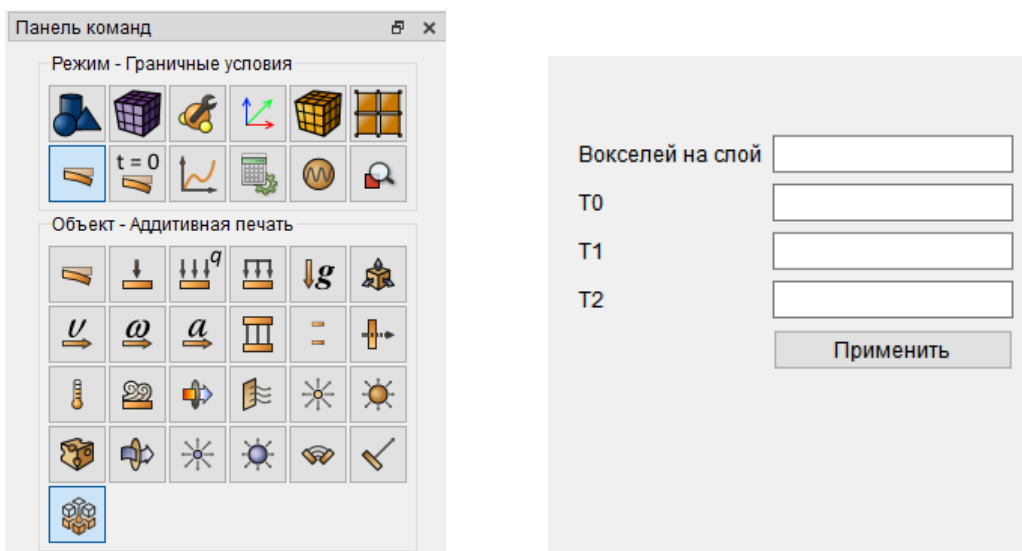 Панель команд
Режим - Граничные условия
t = 0
Объект - Аддитивная печать
q
g
υ ω a
Вокселей на слой
T0
T1
T2
Применить